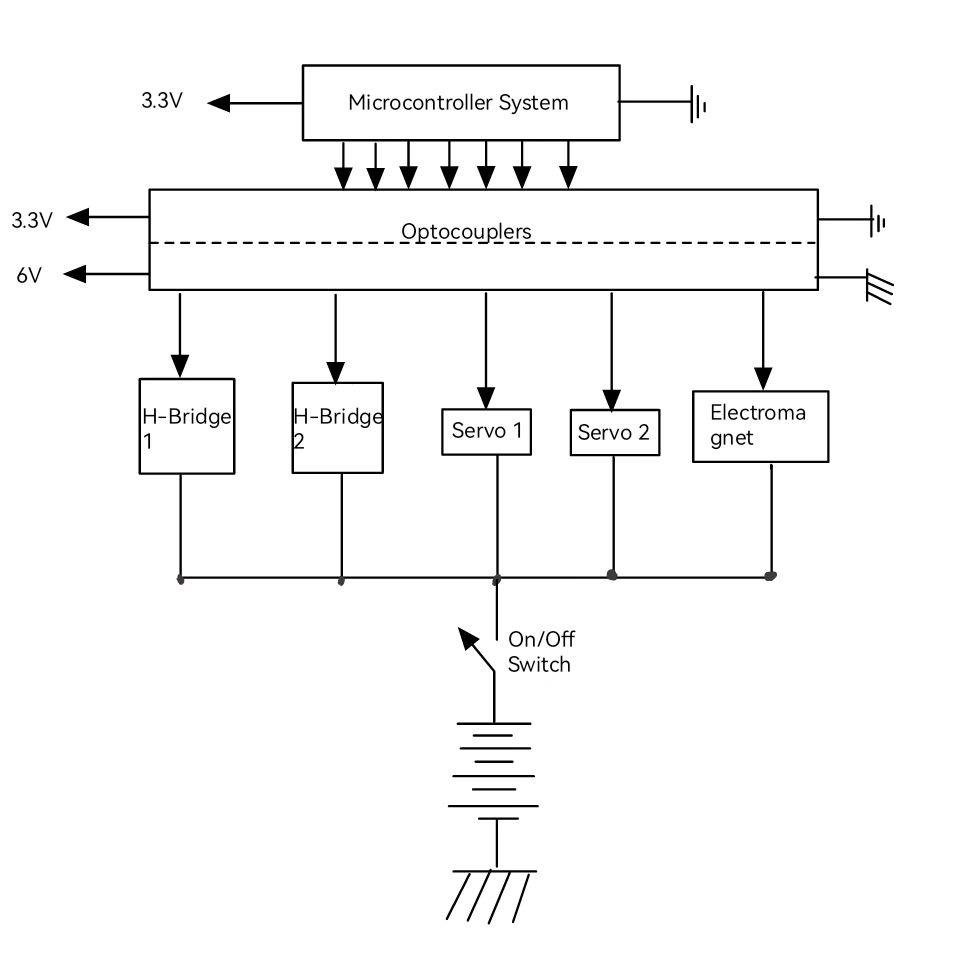 3.3V
Microcontroller System
3.3V
Optocouplers
6V
H-Bridge
1
H-Bridge
2
Servo 1
Servo 2
Electroma
gnet
On/Off
Switch